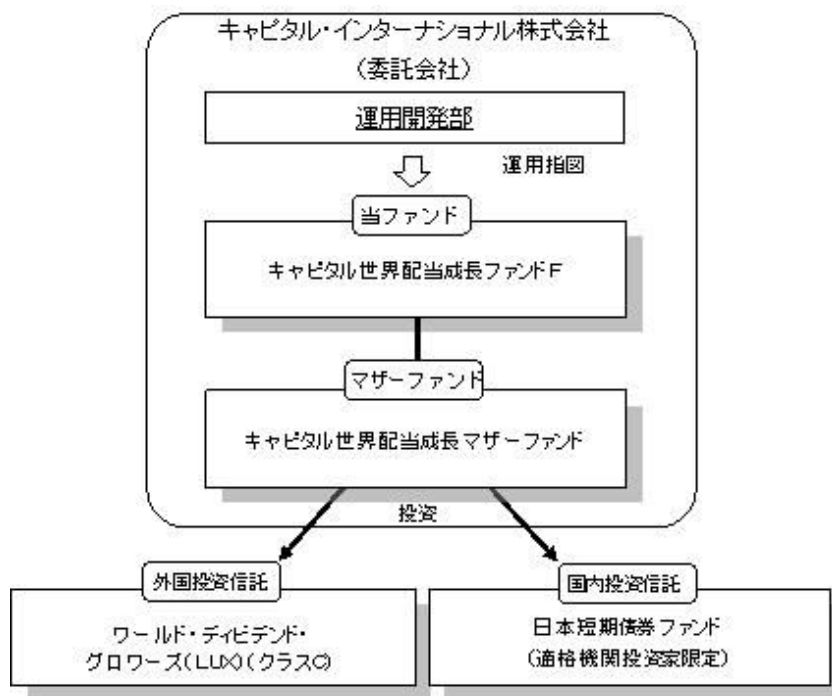 キャピタル・インターナショナル株式会社
(委託会社)
運用開発部
運用指図
当ファンド
キャピタル世界配当成長ファンドF
マザーファンド
キャピタル世界配当成長マザーファンド
投資
外国投資信託
ワールド・ディビデンド・
グロワーズ(LUX)(クラスC)
国内投資信託
日本短期債券ファンド
(適格機関投資家限定)